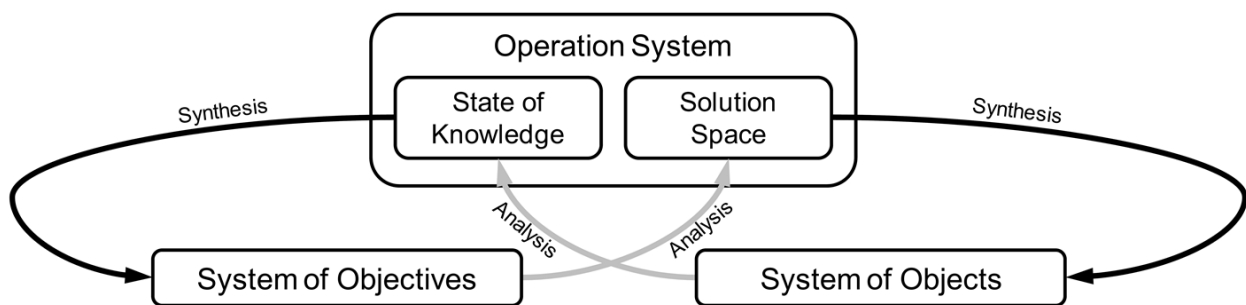 Operation System
Synthesis
State of
Knowledge
Solution
Space
Synthesis
Analysis
Analysis
System of Objectives
System of Objects